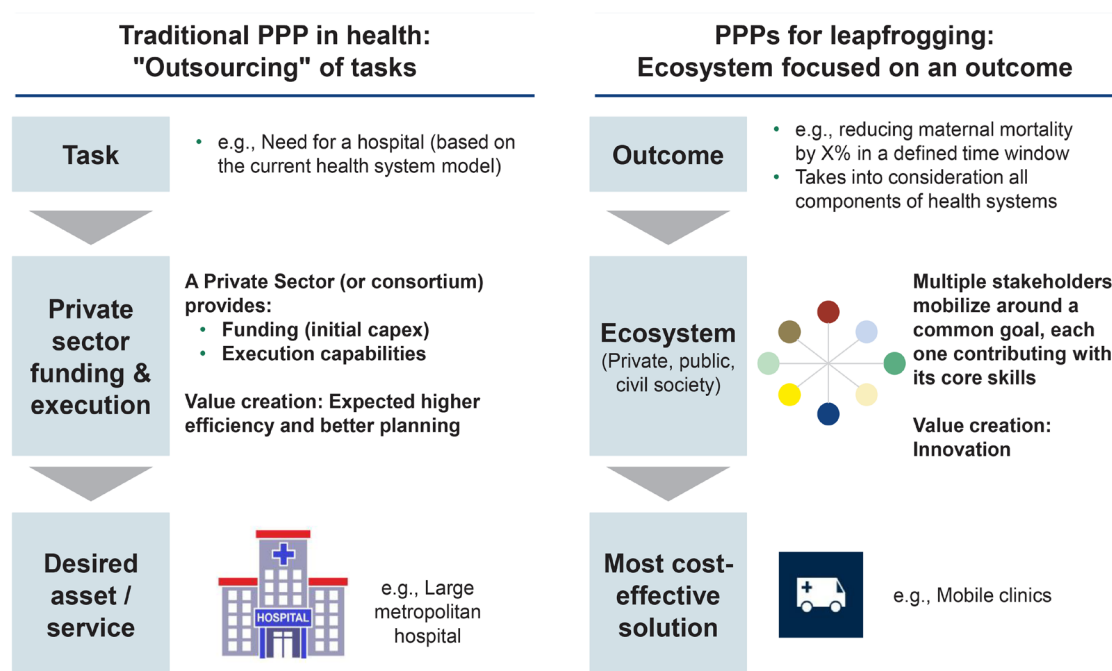 Traditional PPP in health:
"Outsourcing" of tasks
Task
• e.g., Need for a hospital (based on
the current health system model)
Private
sector
funding &
execution
A Private Sector (or consortium)
provides:
• Funding (initial capex)
• Execution capabilities
Value creation: Expected higher
efficiency and better planning
Desired
asset /
service
HOSPITAL
e.g., Large
metropolitan
hospital
PPPs for leapfrogging:
Ecosystem focused on an outcome
Outcome
• e.g., reducing maternal mortality
by X% in a defined time window
• Takes into consideration all
components of health systems
Ecosystem
(Private, public,
civil society)
Multiple stakeholders
mobilize around a
common goal, each
one contributing with
its core skills
Value creation:
Innovation
Most cost-
effective
solution
e.g., Mobile clinics